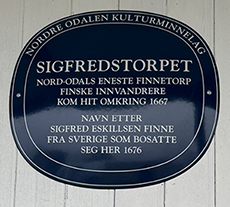 NORDRE ODALEN KULTURMINNELAG
SIGFREDSTORPET
NORD-ODALS ENESTE FINNETORP
FINSKE INNVANDRERE
KOM HIT OMKRING 1667
NAVN ETTER
SIGFRED ESKILLSEN FINNE
FRA SVERIGE SOM BOSATTE
SEG HER 1676